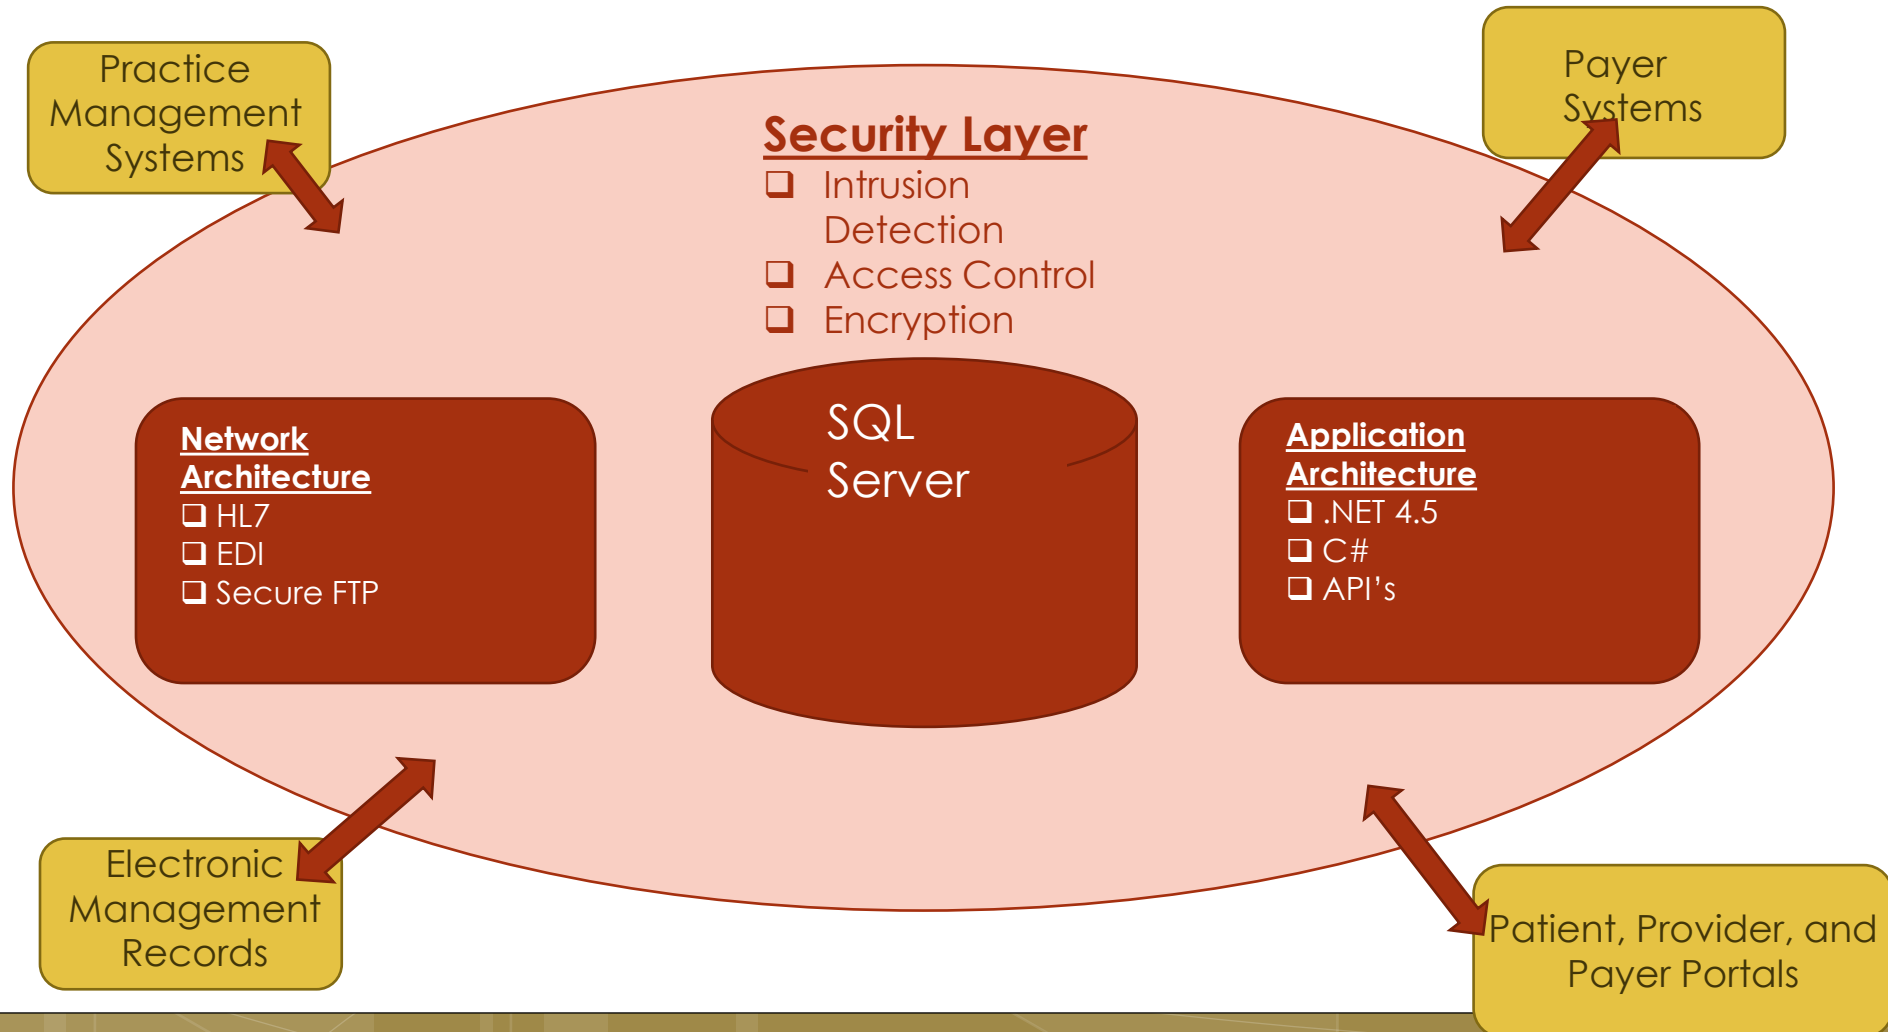 Practice
Management
Systems
Payer
Systems
Security Layer
Intrusion
Detection
Access Control
Encryption
Network
Architecture
HL7
EDI
Secure FTP
SQL
Server
Application
Architecture
.NET 4.5
C#
API’s
Electronic
Management
Records
Patient, Provider, and
Payer Portals